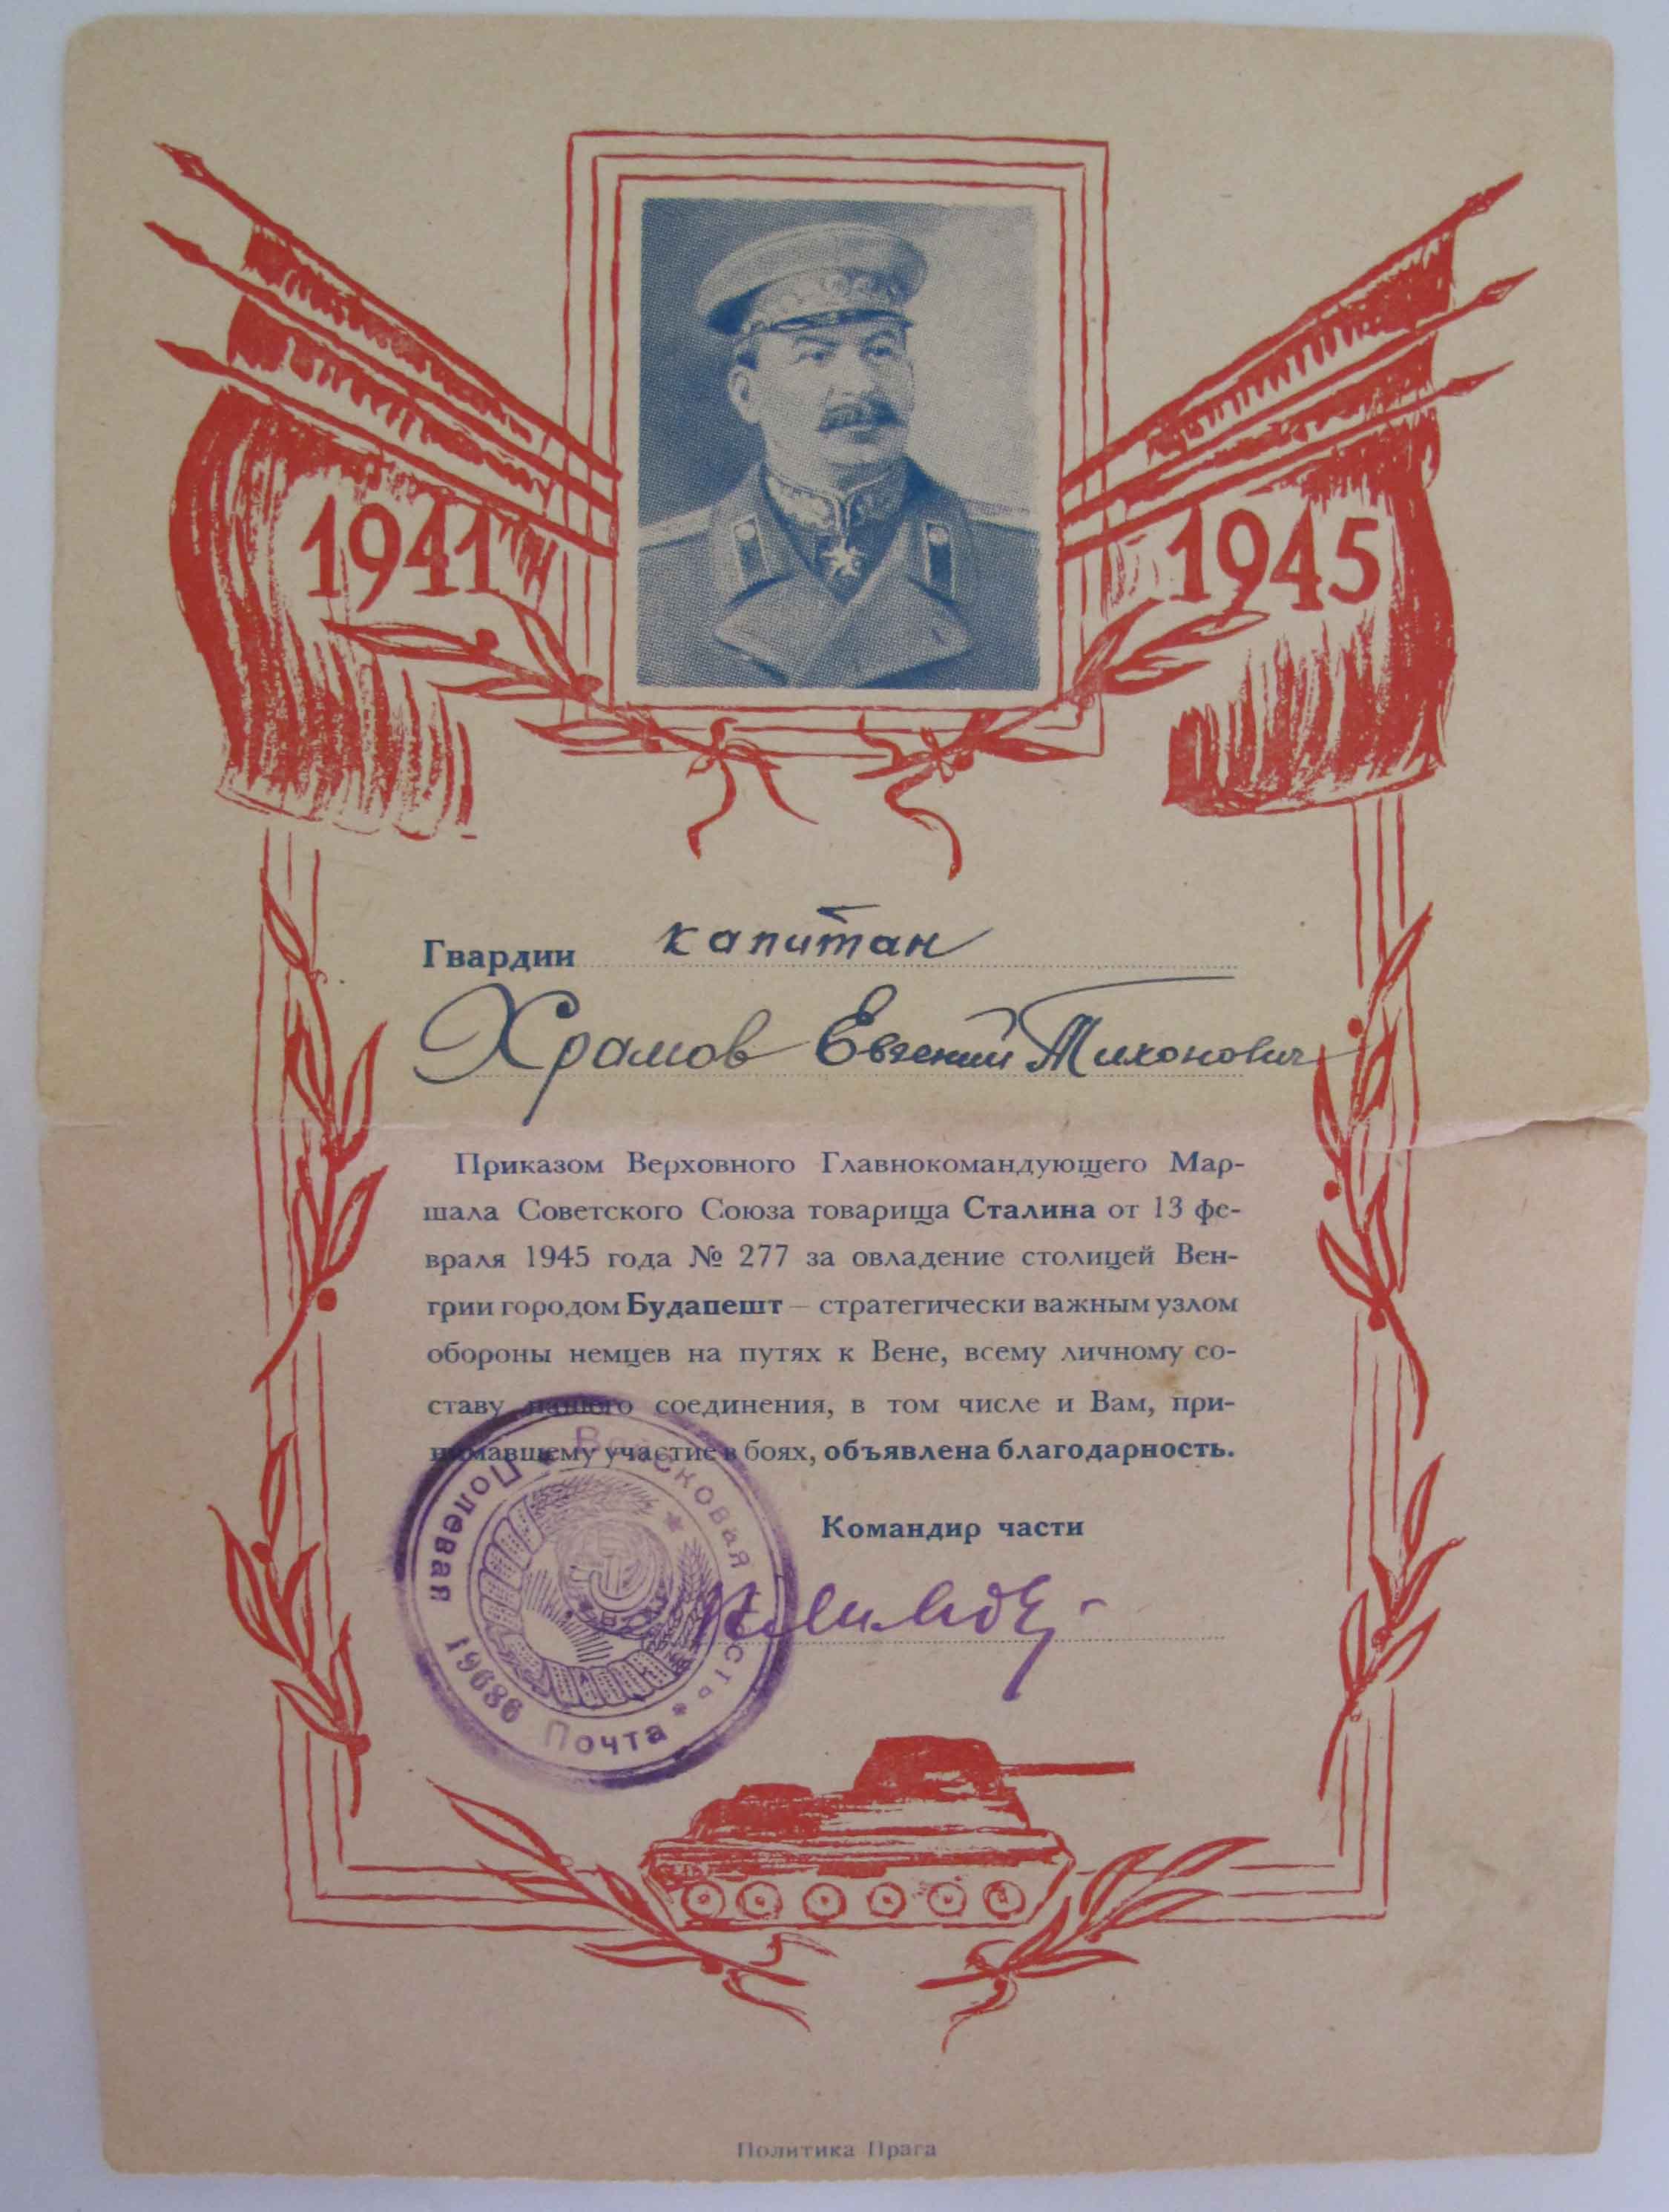 1941
1945
Гвардии капитан
Храмов Евгений Тихонович
Приказом Верховного Главнокомандующего Мар-
шала Советского Союза товарища Сталина от 13 фе-
враля 1945 года № 277 за овладение столицей Вен-
грии городом Будапешт — стратегически важным узлом
обороны немцев на путях к Вене, всему личному со-
ставу нашего соединения, в том числе и Вам, при-
нимавшему участие в боях, объявлена благодарность.
Командир части
Войсковая часть * Полевая Почта 19686 *
Политика Прага